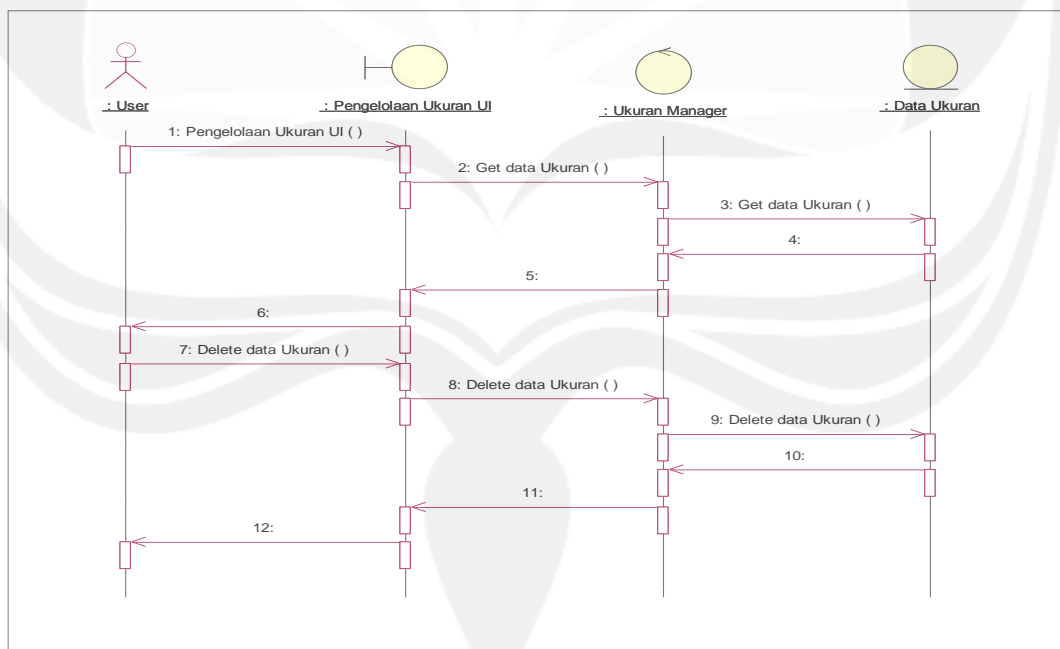 : User
: Pengelolaan Ukuran UI
: Ukuran Manager
: Data Ukuran
1: Pengelolaan Ukuran UI ( )
2: Get data Ukuran ( )
3: Get data Ukuran ( )
4:
5:
6:
7: Delete data Ukuran ( )
8: Delete data Ukuran ( )
9: Delete data Ukuran ( )
10:
11:
12: